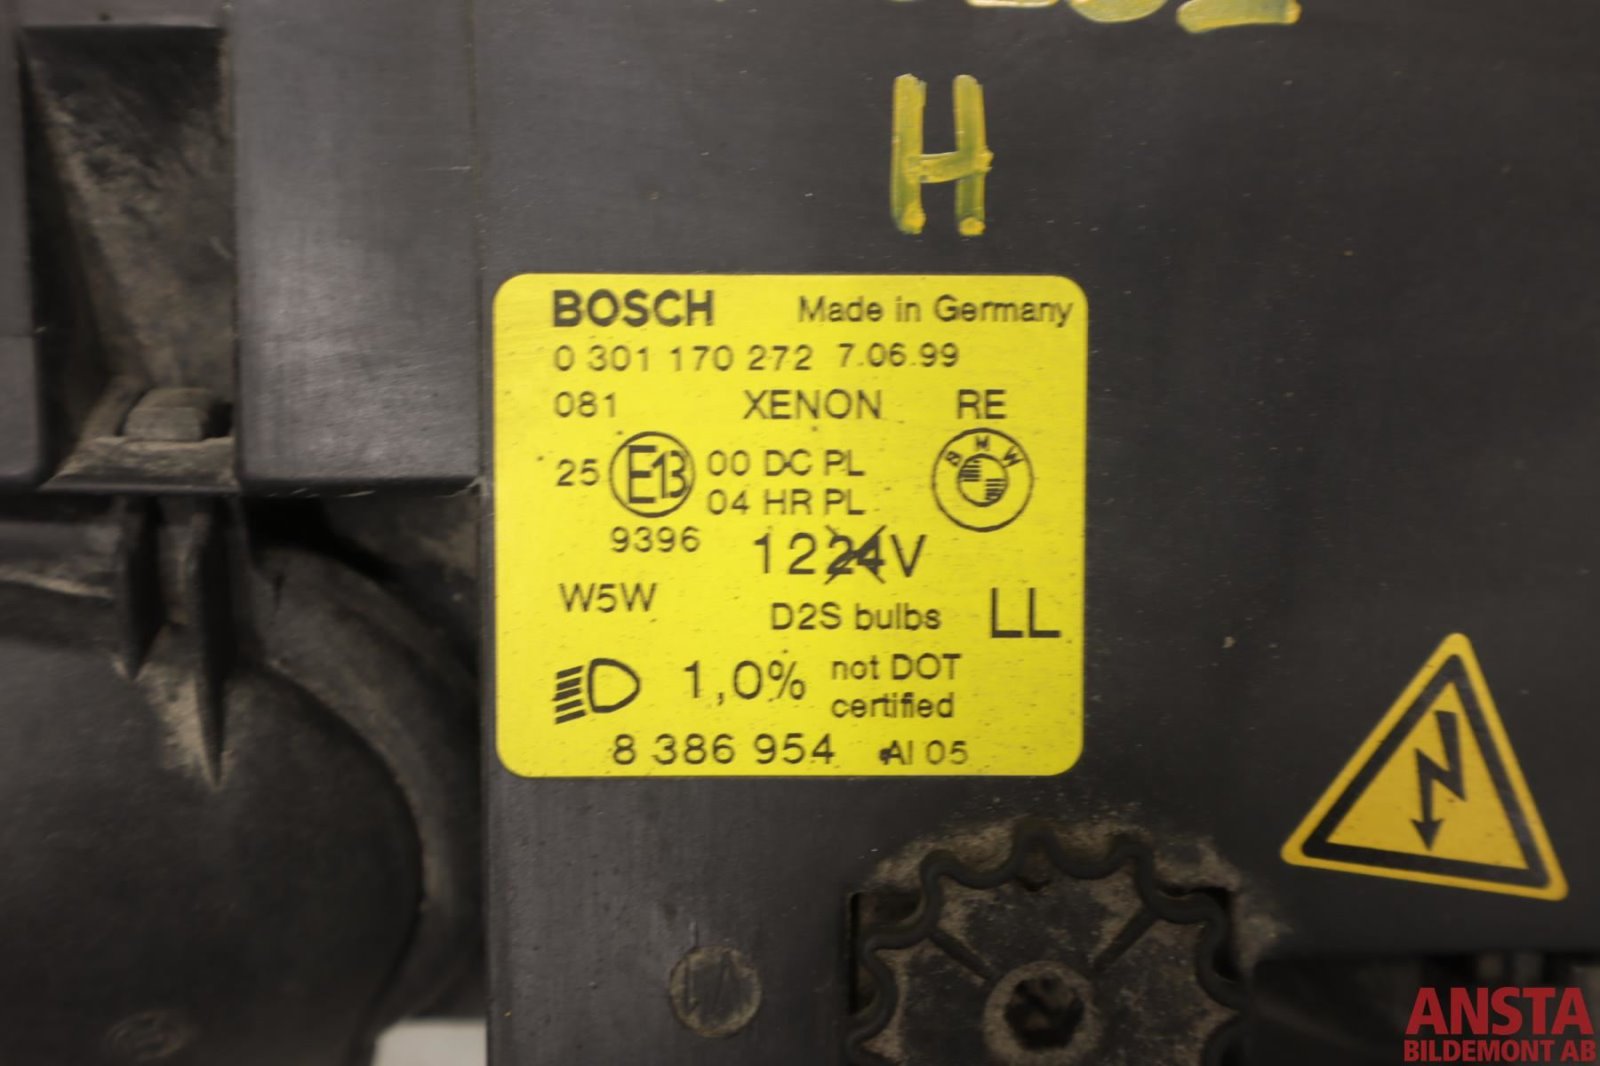 H
BOSCH Made in Germany
0 301 170 272 7.06.99
081 XENON RE
25 E13 00 DC PL
04 HR PL
BMW
9396 1224V
W5W D2S bulbs LL
1,0% not DOT
certified
8 386 954 AI 05
ANSTA
BILDEMONT AB